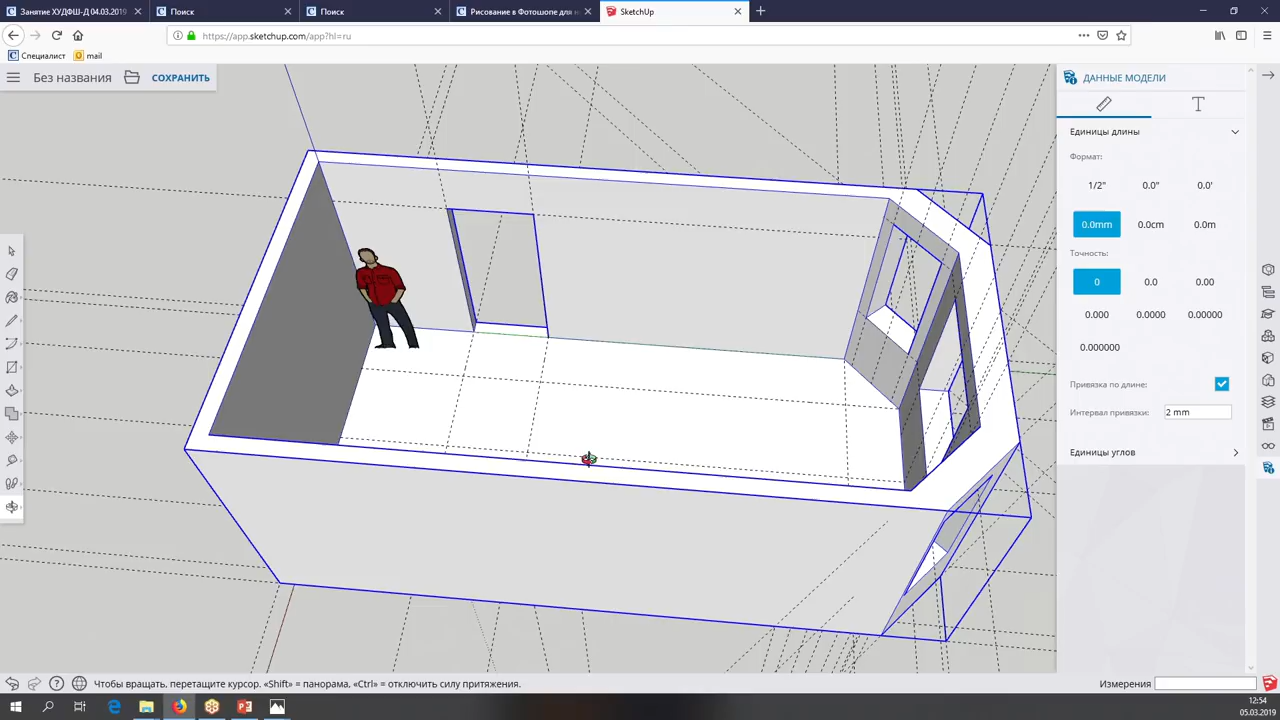 Занятие ХУДФШ-Д 04.03.2019
Поиск
Поиск
Рисование в Фотошопе для н
SketchUp
https://app.sketchup.com/app?hl=ru
Специалист
mail
Без названия
СОХРАНИТЬ
ДАННЫЕ МОДЕЛИ
Единицы длины
Формат:
1/2"
0.0"
0.0'
0.0mm
0.0cm
0.0m
Точность:
0
0.0
0.00
0.000
0.0000
0.00000
0.000000
Привязка по длине:
Интервал привязки:
2 mm
Единицы углов
Чтобы вращать, перетащите курсор. «Shift» = панорама, «Ctrl» = отключить силу притяжения.
Измерения
12:54
05.03.2019